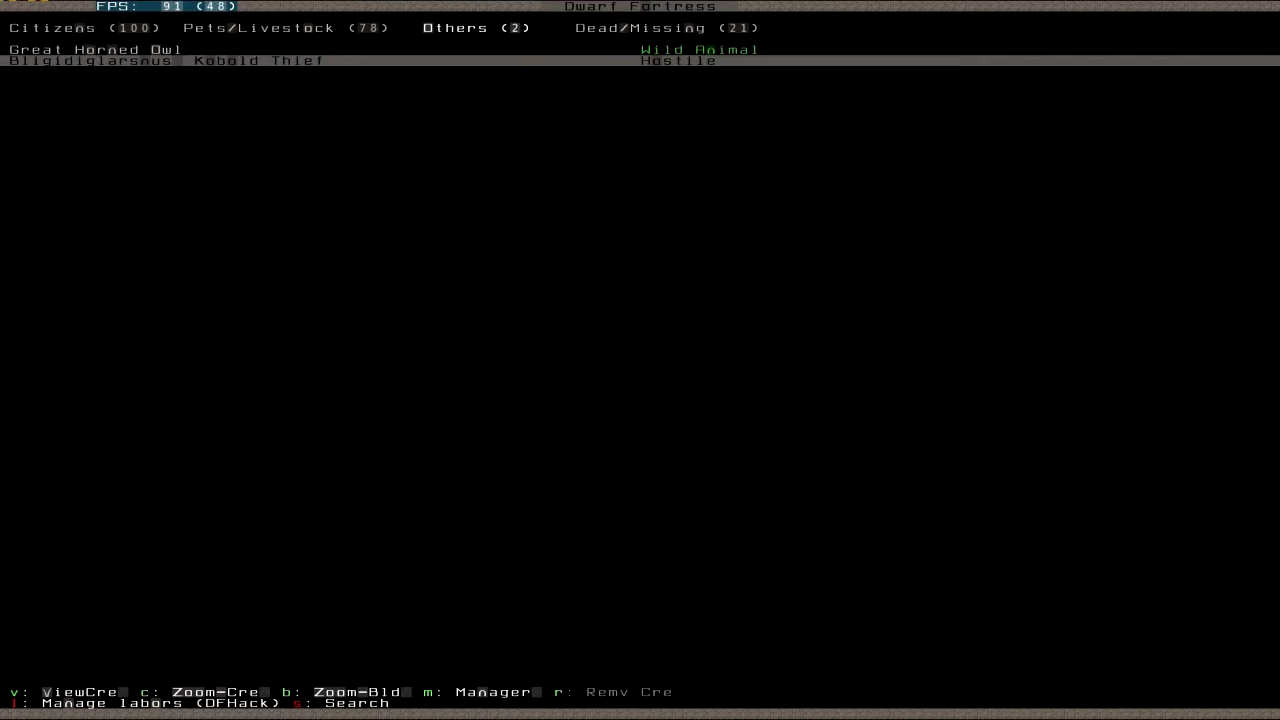 FPS: 91 (48) Dwarf Fortress
Citizens (100) Pets/Livestock (78) Others (2) Dead/Missing (21)
Great Horned Owl Wild Animal
Bligidiglarsnus Kobold Thief Hostile
v: ViewCre c: Zoom-Cre b: Zoom-Bld m: Manager r: Remv Cre
l: Manage labors (DFHack) s: Search